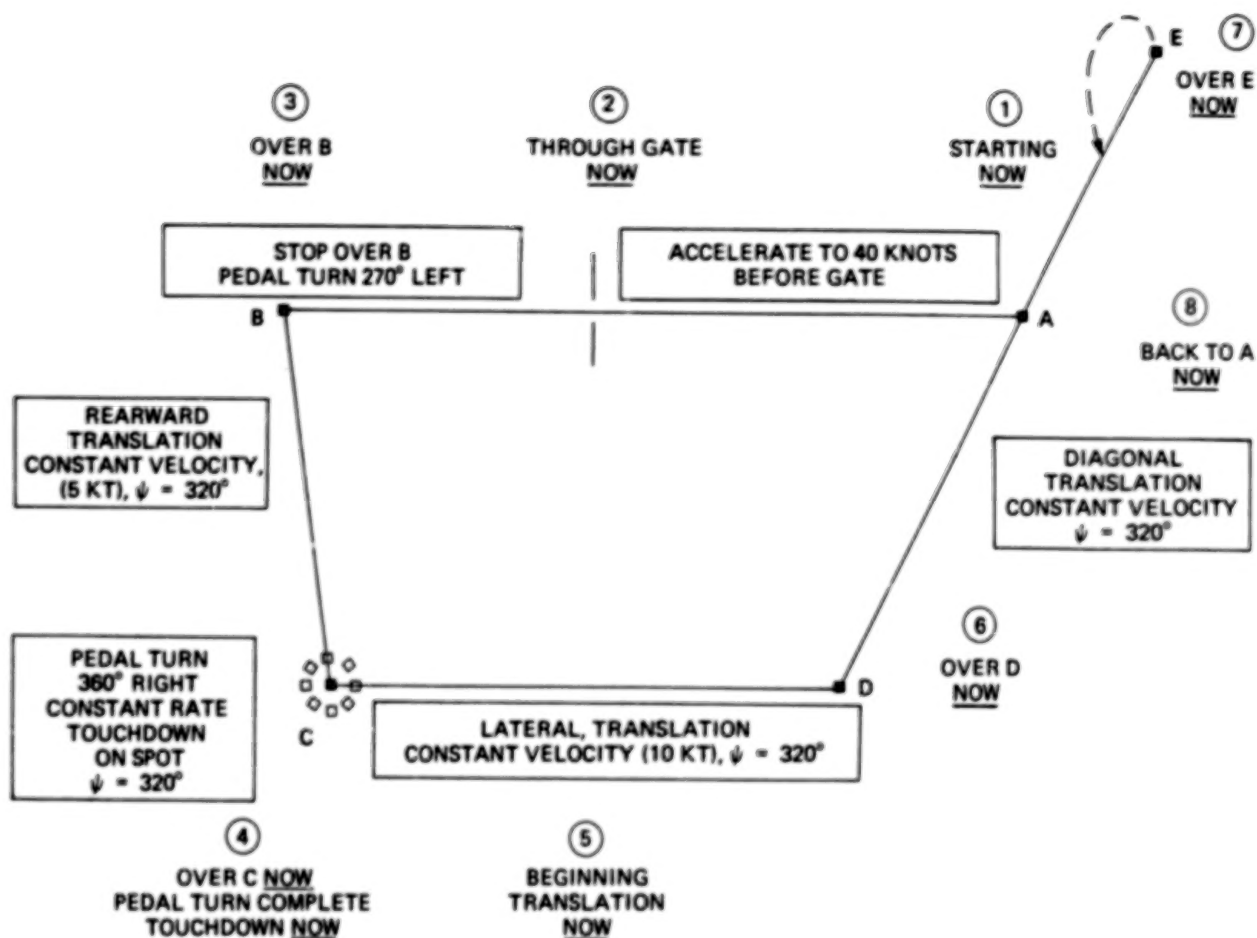 ③
OVER B
NOW
②
THROUGH GATE
NOW
①
STARTING
NOW
E
⑦
OVER E
NOW
STOP OVER B
PEDAL TURN 270° LEFT
ACCELERATE TO 40 KNOTS
BEFORE GATE
B
A
⑧
BACK TO A
NOW
REARWARD
TRANSLATION
CONSTANT VELOCITY,
(5 KT), ψ = 320°
DIAGONAL
TRANSLATION
CONSTANT VELOCITY
ψ = 320°
PEDAL TURN
360° RIGHT
CONSTANT RATE
TOUCHDOWN
ON SPOT
ψ = 320°
C
D
⑥
OVER D
NOW
LATERAL, TRANSLATION
CONSTANT VELOCITY (10 KT), ψ = 320°
④
OVER C NOW
PEDAL TURN COMPLETE
TOUCHDOWN NOW
⑤
BEGINNING
TRANSLATION
NOW